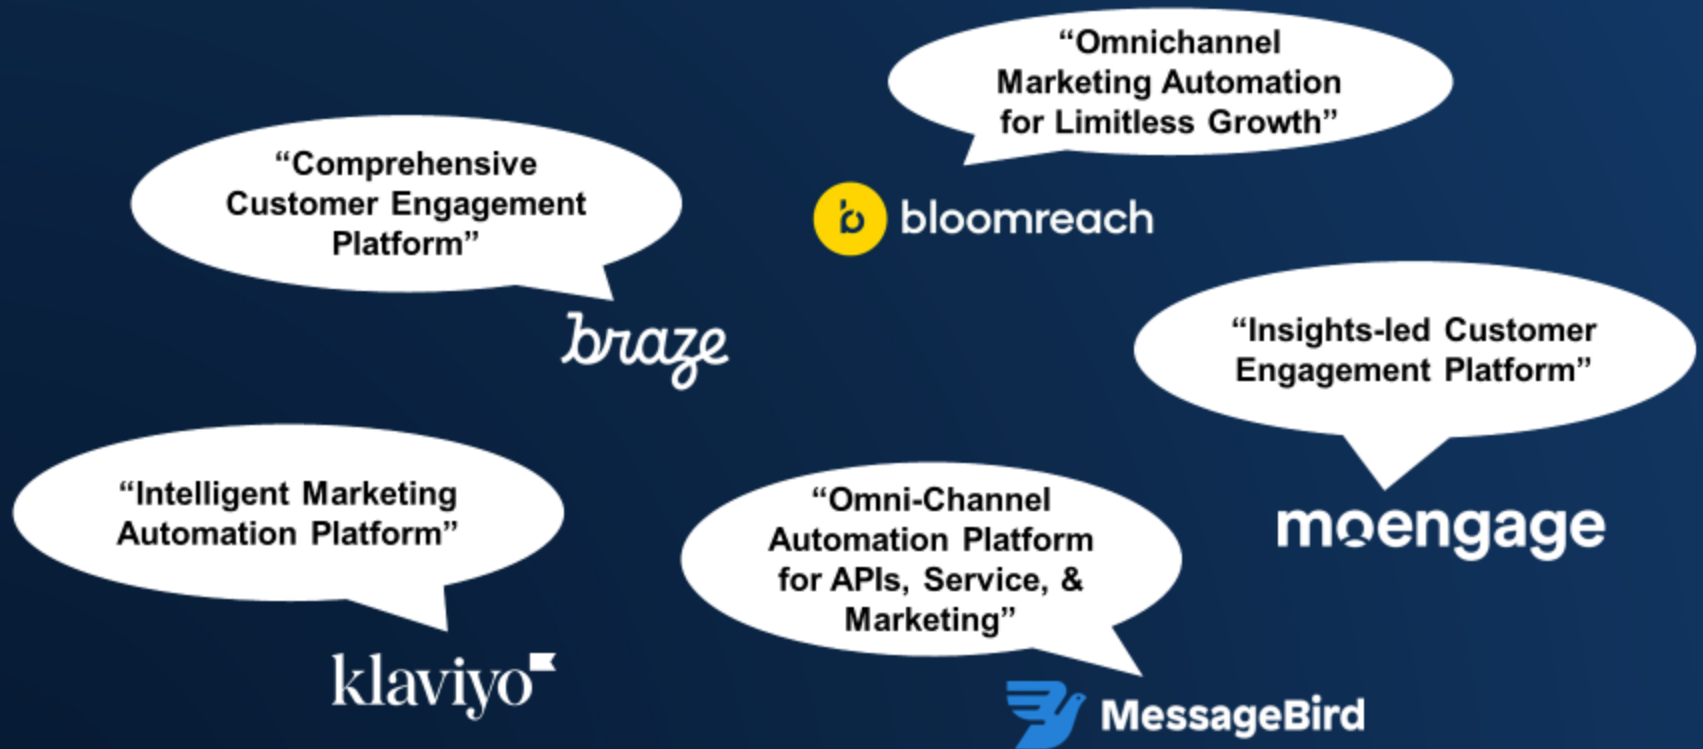 “Omnichannel
Marketing Automation
for Limitless Growth”
bloomreach
“Comprehensive
Customer Engagement
Platform”
braze
“Insights-led Customer
Engagement Platform”
moengage
“Intelligent Marketing
Automation Platform”
klaviyo
“Omni-Channel
Automation Platform
for APIs, Service, &
Marketing”
MessageBird